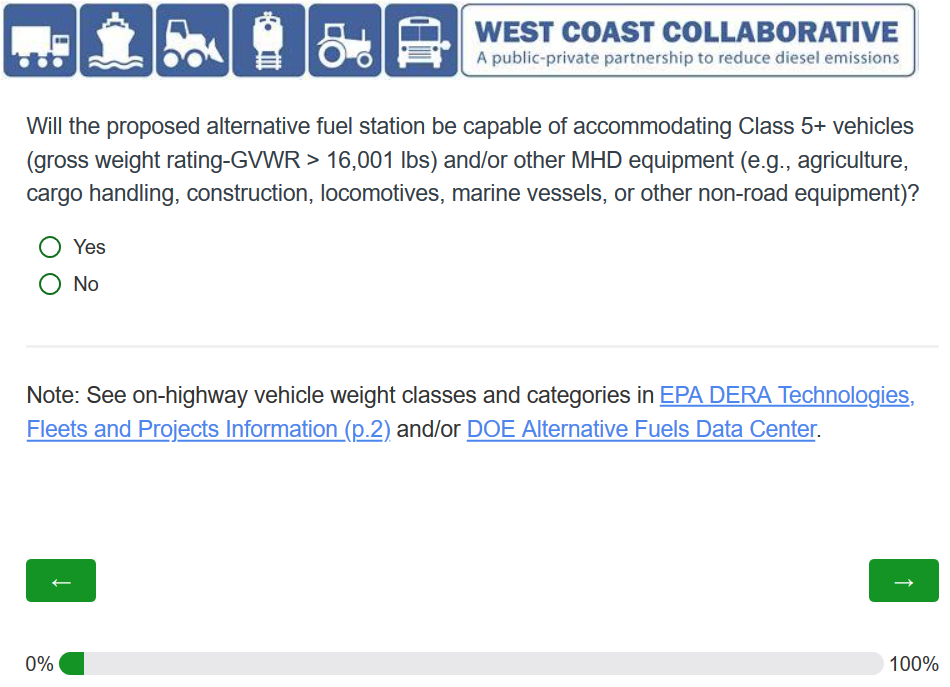 WEST COAST COLLABORATIVE
A public-private partnership to reduce diesel emissions
Will the proposed alternative fuel station be capable of accommodating Class 5+ vehicles
(gross weight rating-GVWR > 16,001 lbs) and/or other MHD equipment (e.g., agriculture,
cargo handling, construction, locomotives, marine vessels, or other non-road equipment)?
Yes
No
Note: See on-highway vehicle weight classes and categories in EPA DERA Technologies,
Fleets and Projects Information (p.2) and/or DOE Alternative Fuels Data Center.
← →
0% 100%